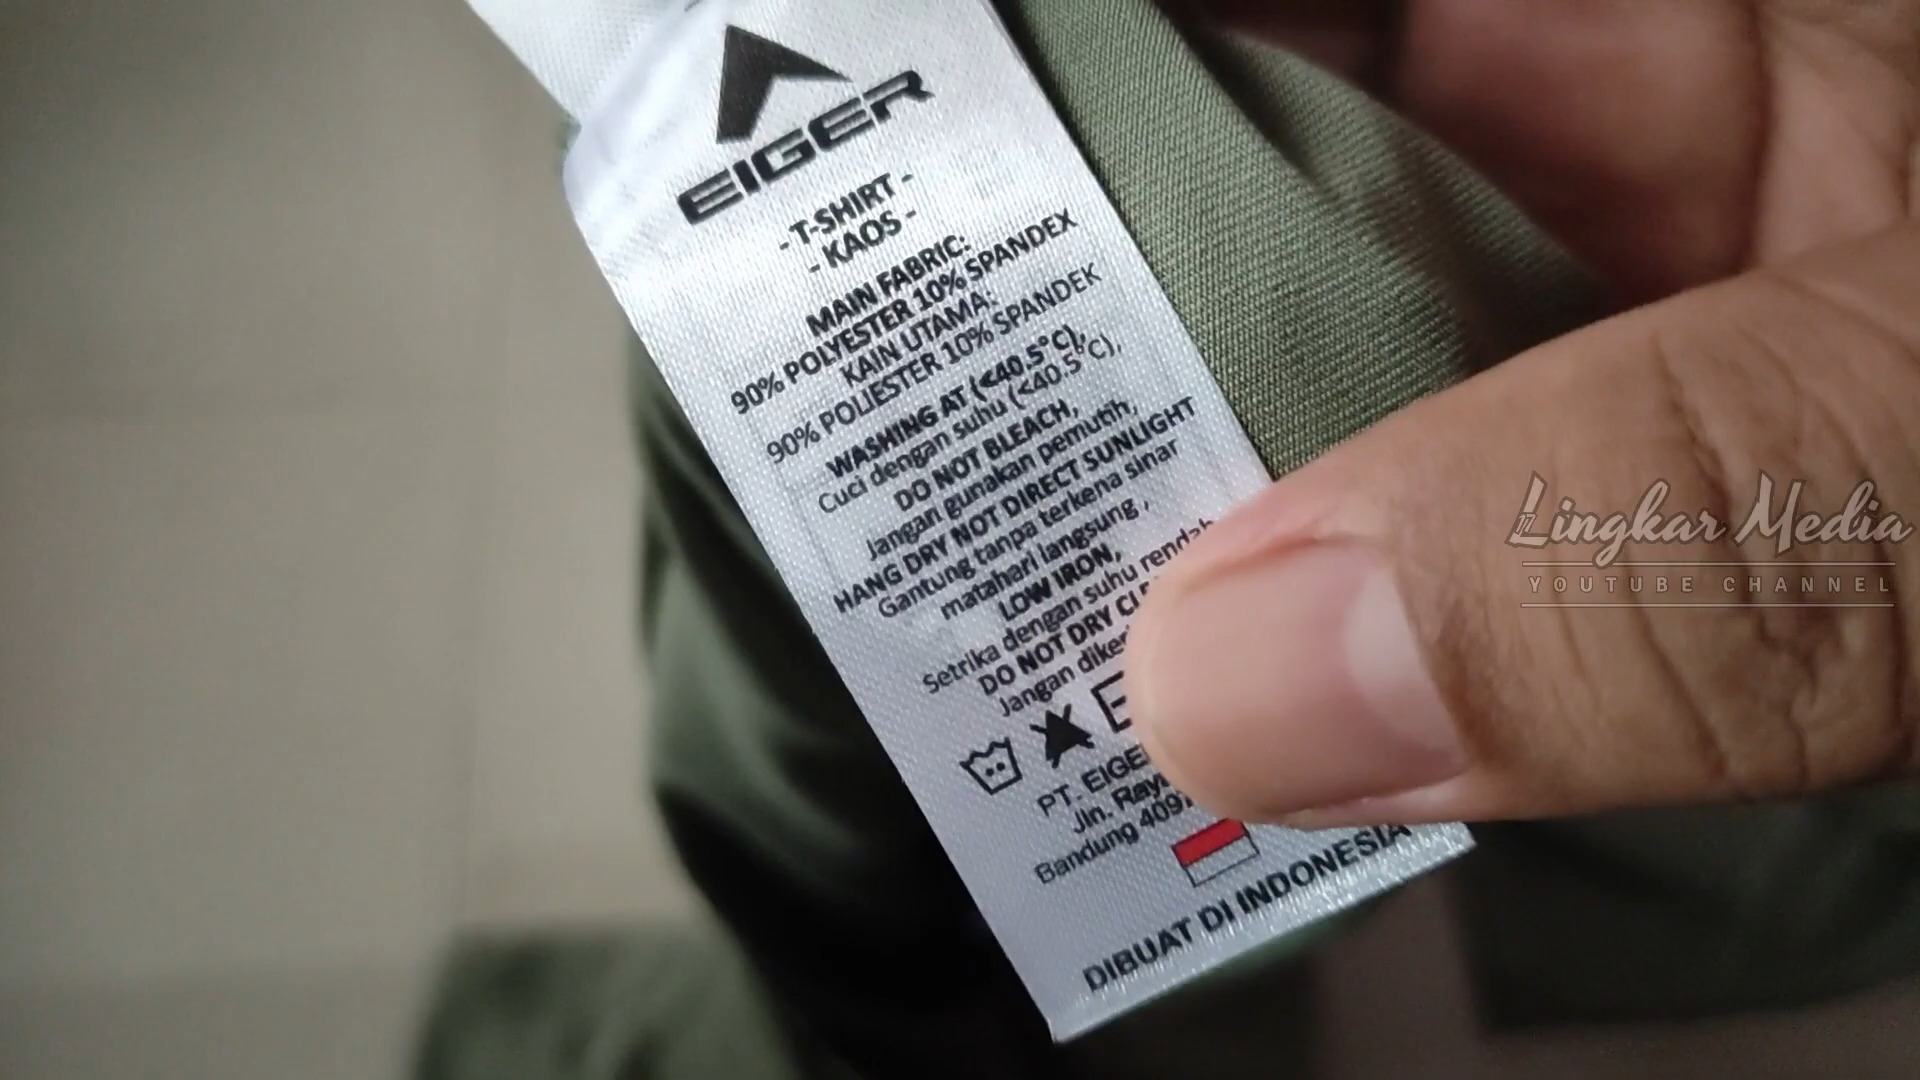 EIGER
- T-SHIRT -
- KAOS -
MAIN FABRIC:
90% POLYESTER 10% SPANDEX
KAIN UTAMA:
90% POLIESTER 10% SPANDEK
WASHING AT (<40.5°C),
Cuci dengan suhu (<40.5°C),
DO NOT BLEACH,
Jangan gunakan pemutih,
HANG DRY NOT DIRECT SUNLIGHT
Gantung tanpa terkena sinar
matahari langsung ,
LOW IRON,
Setrika dengan suhu rendah
DO NOT DRY
Jangan
PT. EIGE
Jln.
Bandung 4097
DIBUAT DI INDONESIA
Lingkar Media
YOUTUBE CHANNEL